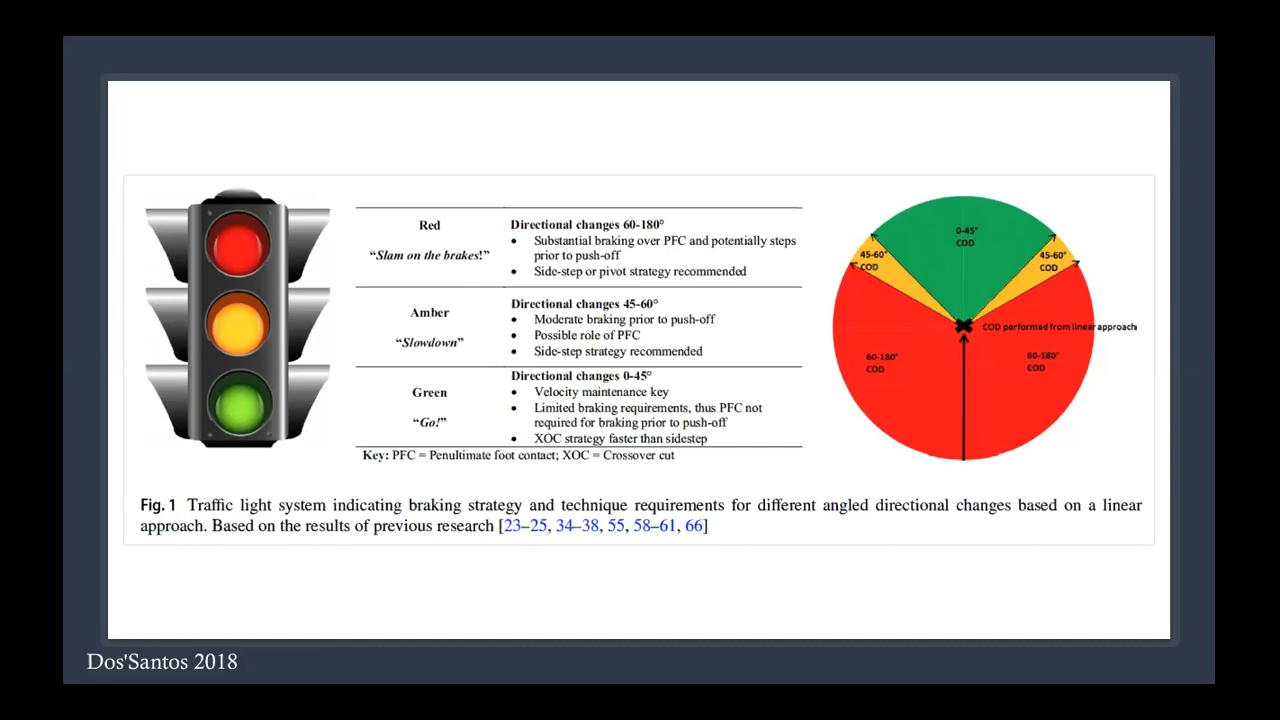 Red
"Slam on the brakes!"
Directional changes 60-180°
• Substantial braking over PFC and potentially steps
prior to push-off
• Side-step or pivot strategy recommended
Amber
"Slowdown"
Directional changes 45-60°
• Moderate braking prior to push-off
• Possible role of PFC
• Side-step strategy recommended
Green
"Go!"
Directional changes 0-45°
• Velocity maintenance key
• Limited braking requirements, thus PFC not
required for braking prior to push-off
• XOC strategy faster than sidestep
Key: PFC = Penultimate foot contact; XOC = Crossover cut
0-45°
COD
45-60°
COD
45-60°
COD
COD performed from linear approach
60-180°
COD
60-180°
COD
Fig. 1 Traffic light system indicating braking strategy and technique requirements for different angled directional changes based on a linear
approach. Based on the results of previous research [23–25, 34–38, 55, 58–61, 66]
Dos'Santos 2018